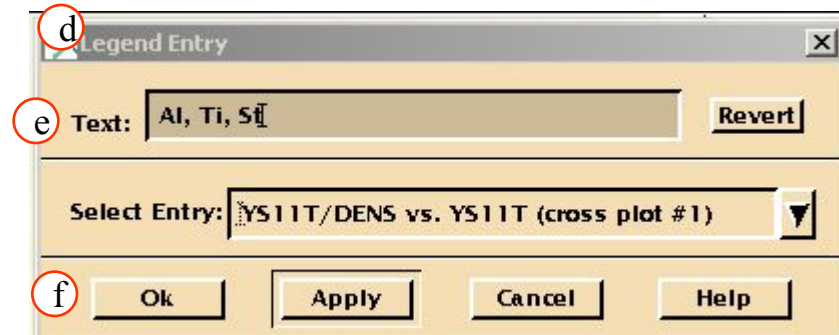 d
Legend Entry
e Text: Al, Ti, St Revert
Select Entry: YS11T/DENS vs. YS11T (cross plot #1)
f Ok Apply Cancel Help